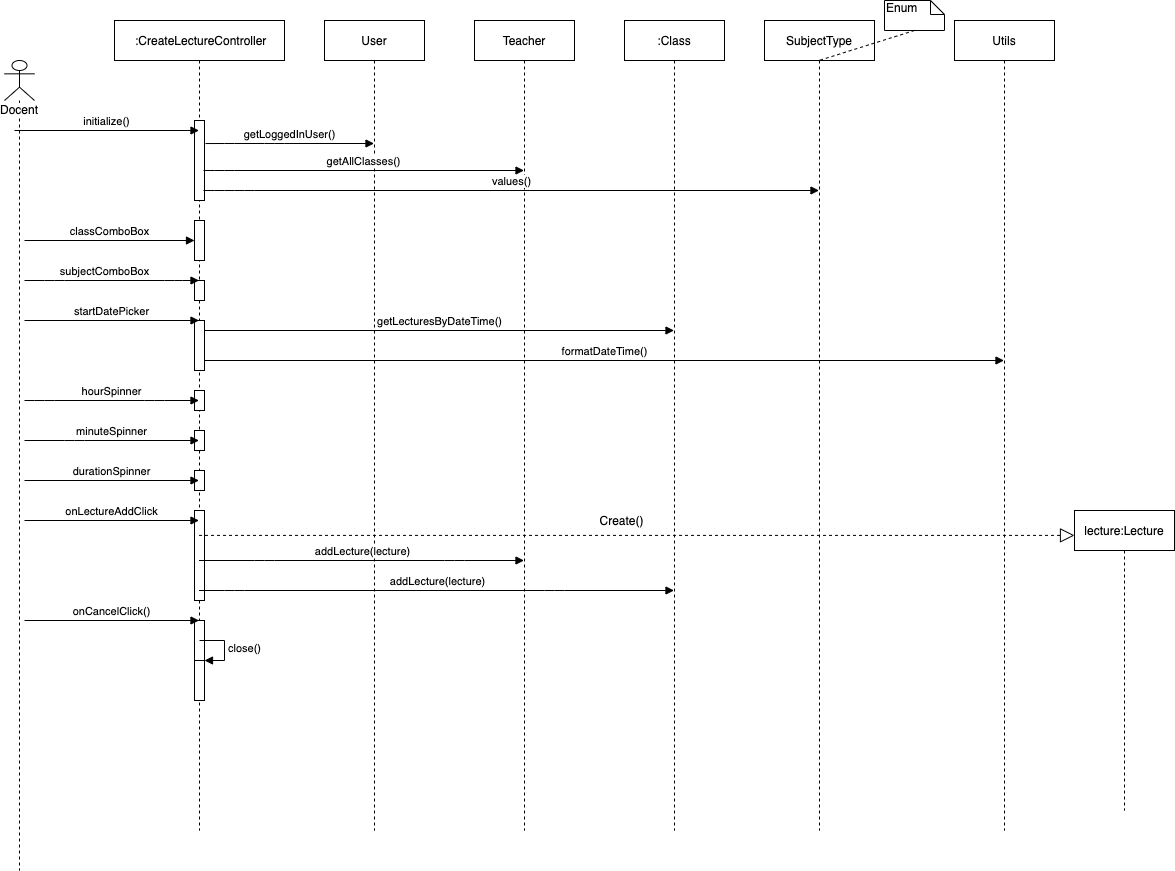 Enum
:CreateLectureController
User
Teacher
:Class
SubjectType
Utils
Docent
initialize()
getLoggedInUser()
getAllClasses()
values()
classComboBox
subjectComboBox
startDatePicker
getLecturesByDateTime()
formatDateTime()
hourSpinner
minuteSpinner
durationSpinner
onLectureAddClick
Create()
lecture:Lecture
addLecture(lecture)
addLecture(lecture)
onCancelClick()
close()